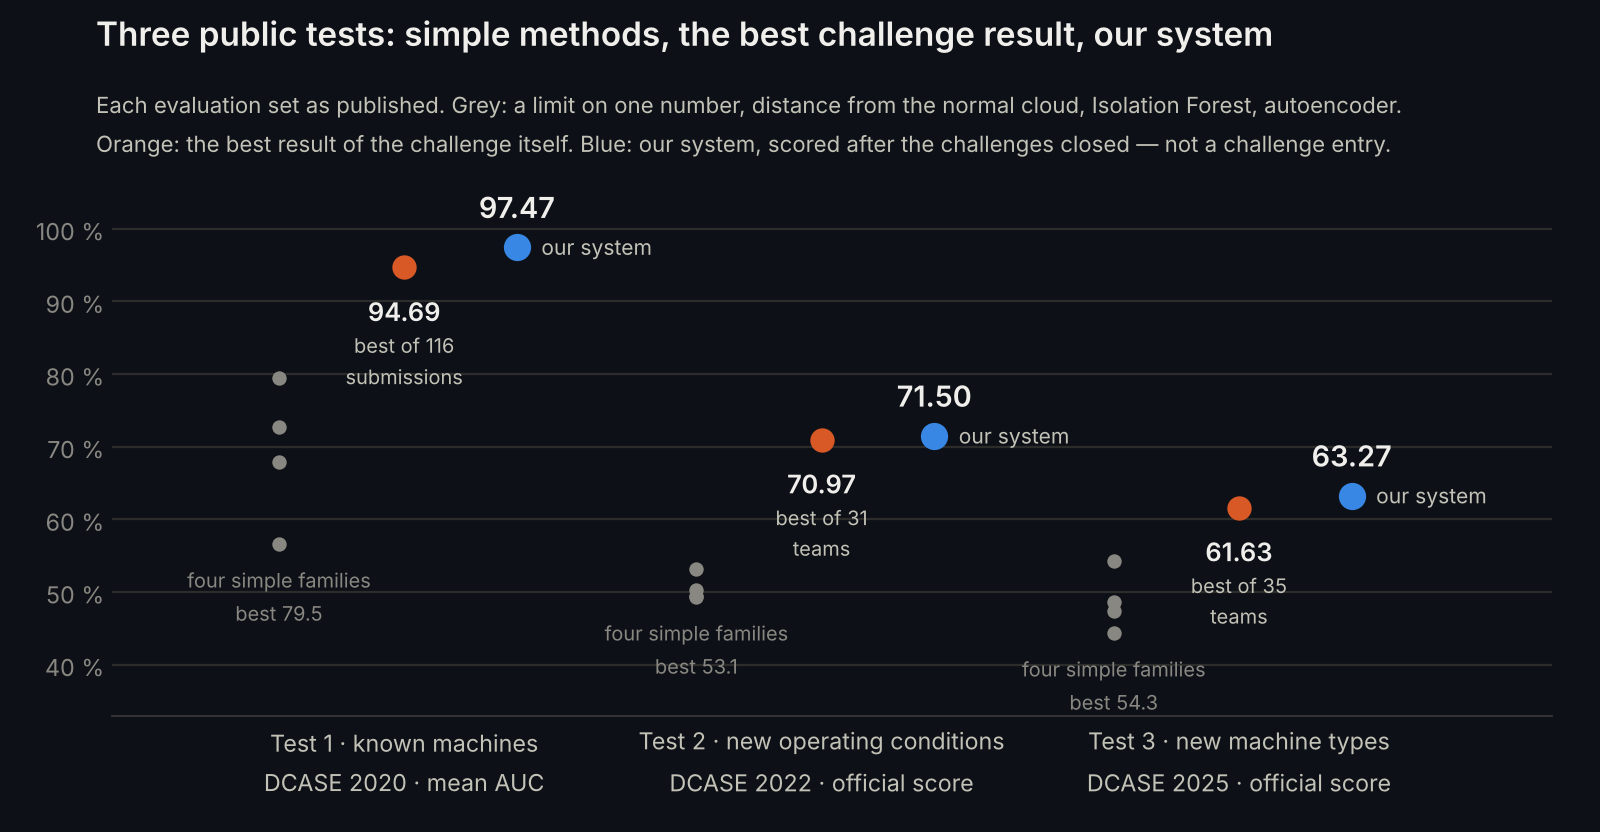 Three public tests: simple methods, the best challenge result, our system
Each evaluation set as published. Grey: a limit on one number, distance from the normal cloud, Isolation Forest, autoencoder.
Orange: the best result of the challenge itself. Blue: our system, scored after the challenges closed — not a challenge entry.
100 %
90 %
80 %
70 %
60 %
50 %
40 %
97.47
our system
94.69
best of 116
submissions
four simple families
best 79.5
71.50
our system
70.97
best of 31
teams
four simple families
best 53.1
63.27
our system
61.63
best of 35
teams
four simple families
best 54.3
Test 1 · known machines
DCASE 2020 · mean AUC
Test 2 · new operating conditions
DCASE 2022 · official score
Test 3 · new machine types
DCASE 2025 · official score